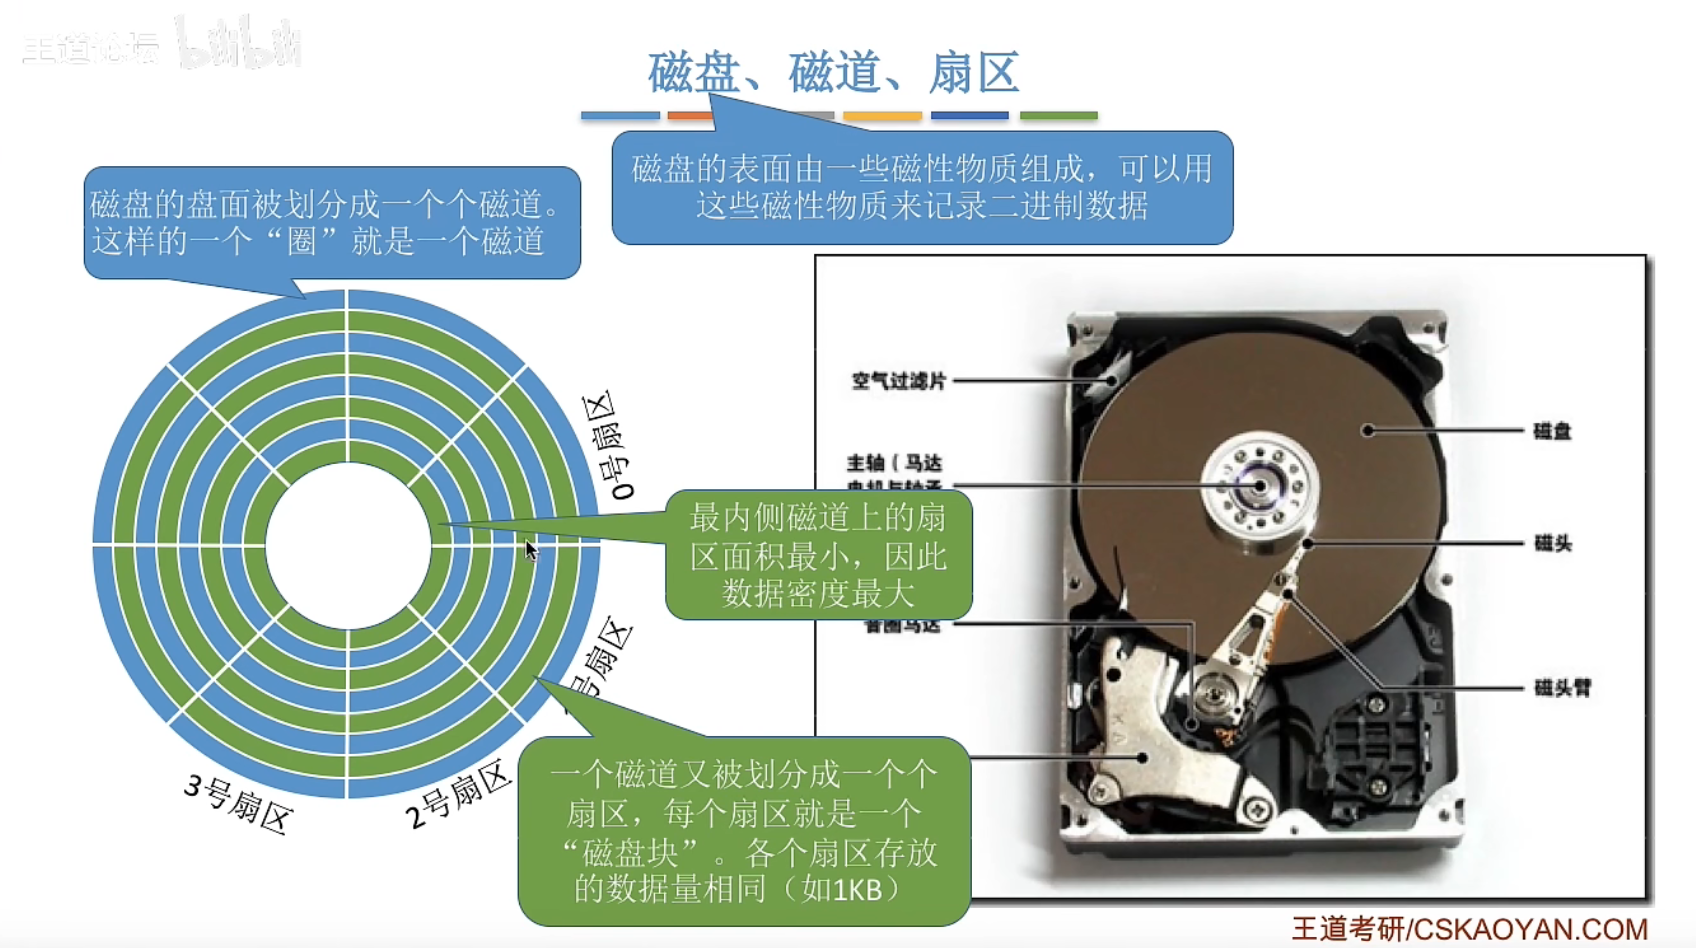 王道论坛 bilibili
磁盘、磁道、扇区
磁盘的表面由一些磁性物质组成，可以用
这些磁性物质来记录二进制数据
磁盘的盘面被划分成一个个磁道。
这样的一个“圈”就是一个磁道
0号扇区
号扇区
2号扇区
3号扇区
最内侧磁道上的扇
区面积最小，因此
数据密度最大
一个磁道又被划分成一个个
扇区，每个扇区就是一个
“磁盘块”。各个扇区存放
的数据量相同（如1KB）
空气过滤片
主轴（马达
电机与轴承
音圈马达
磁盘
磁头
磁头臂
王道考研/CSKAOYAN.COM